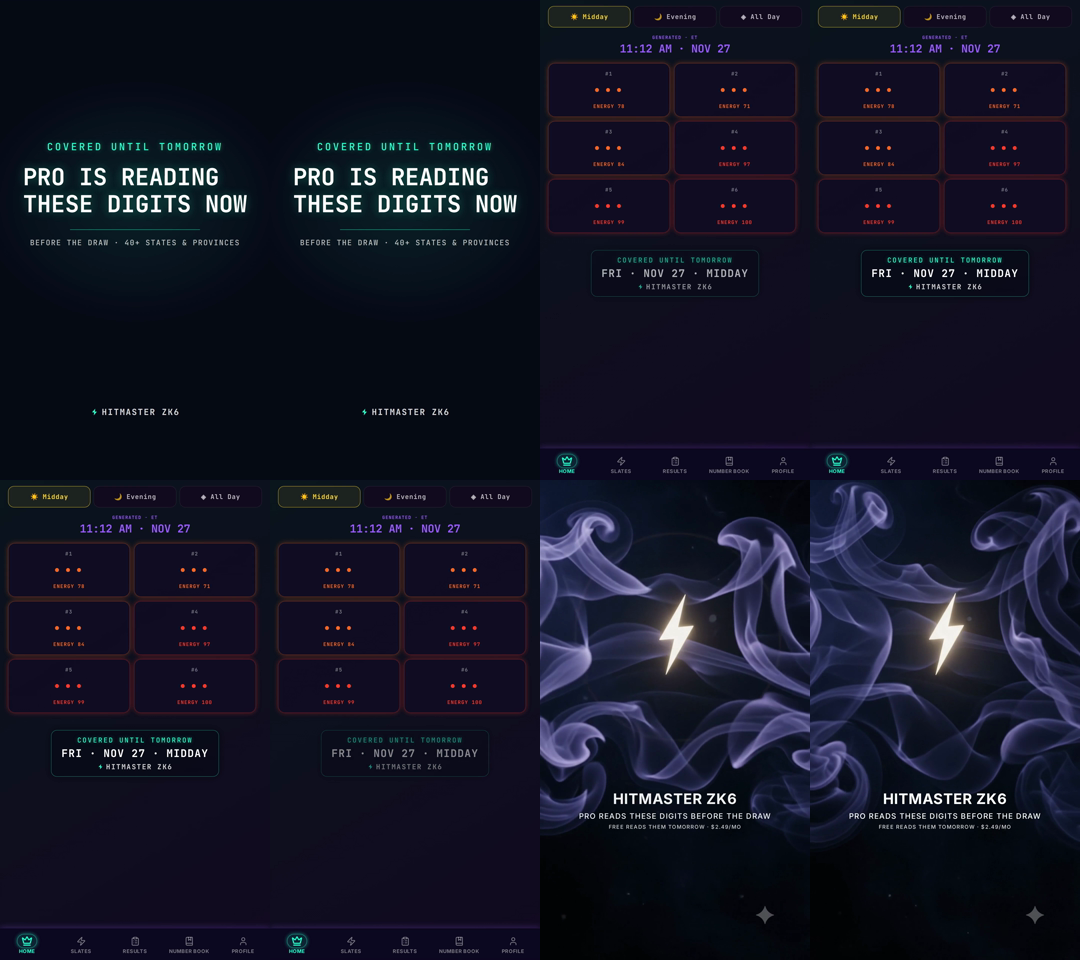 COVERED UNTIL TOMORROW
PRO IS READING
THESE DIGITS NOW
BEFORE THE DRAW · 40+ STATES & PROVINCES
HITMASTER ZK6
COVERED UNTIL TOMORROW
PRO IS READING
THESE DIGITS NOW
BEFORE THE DRAW · 40+ STATES & PROVINCES
HITMASTER ZK6
Midday Evening All Day
GENERATED · ET
11:12 AM · NOV 27
#1 #2
ENERGY 78 ENERGY 71
#3 #4
ENERGY 84 ENERGY 97
#5 #6
ENERGY 99 ENERGY 100
COVERED UNTIL TOMORROW
FRI · NOV 27 · MIDDAY
HITMASTER ZK6
HOME SLATES RESULTS NUMBER BOOK PROFILE
Midday Evening All Day
GENERATED · ET
11:12 AM · NOV 27
#1 #2
ENERGY 78 ENERGY 71
#3 #4
ENERGY 84 ENERGY 97
#5 #6
ENERGY 99 ENERGY 100
COVERED UNTIL TOMORROW
FRI · NOV 27 · MIDDAY
HITMASTER ZK6
HOME SLATES RESULTS NUMBER BOOK PROFILE
Midday Evening All Day
GENERATED · ET
11:12 AM · NOV 27
#1 #2
ENERGY 78 ENERGY 71
#3 #4
ENERGY 84 ENERGY 97
#5 #6
ENERGY 99 ENERGY 100
COVERED UNTIL TOMORROW
FRI · NOV 27 · MIDDAY
HITMASTER ZK6
HOME SLATES RESULTS NUMBER BOOK PROFILE
Midday Evening All Day
GENERATED · ET
11:12 AM · NOV 27
#1 #2
ENERGY 78 ENERGY 71
#3 #4
ENERGY 84 ENERGY 97
#5 #6
ENERGY 99 ENERGY 100
COVERED UNTIL TOMORROW
FRI · NOV 27 · MIDDAY
HITMASTER ZK6
HOME SLATES RESULTS NUMBER BOOK PROFILE
HITMASTER ZK6
PRO READS THESE DIGITS BEFORE THE DRAW
FREE READS THEM TOMORROW · $2.49/MO
HITMASTER ZK6
PRO READS THESE DIGITS BEFORE THE DRAW
FREE READS THEM TOMORROW · $2.49/MO